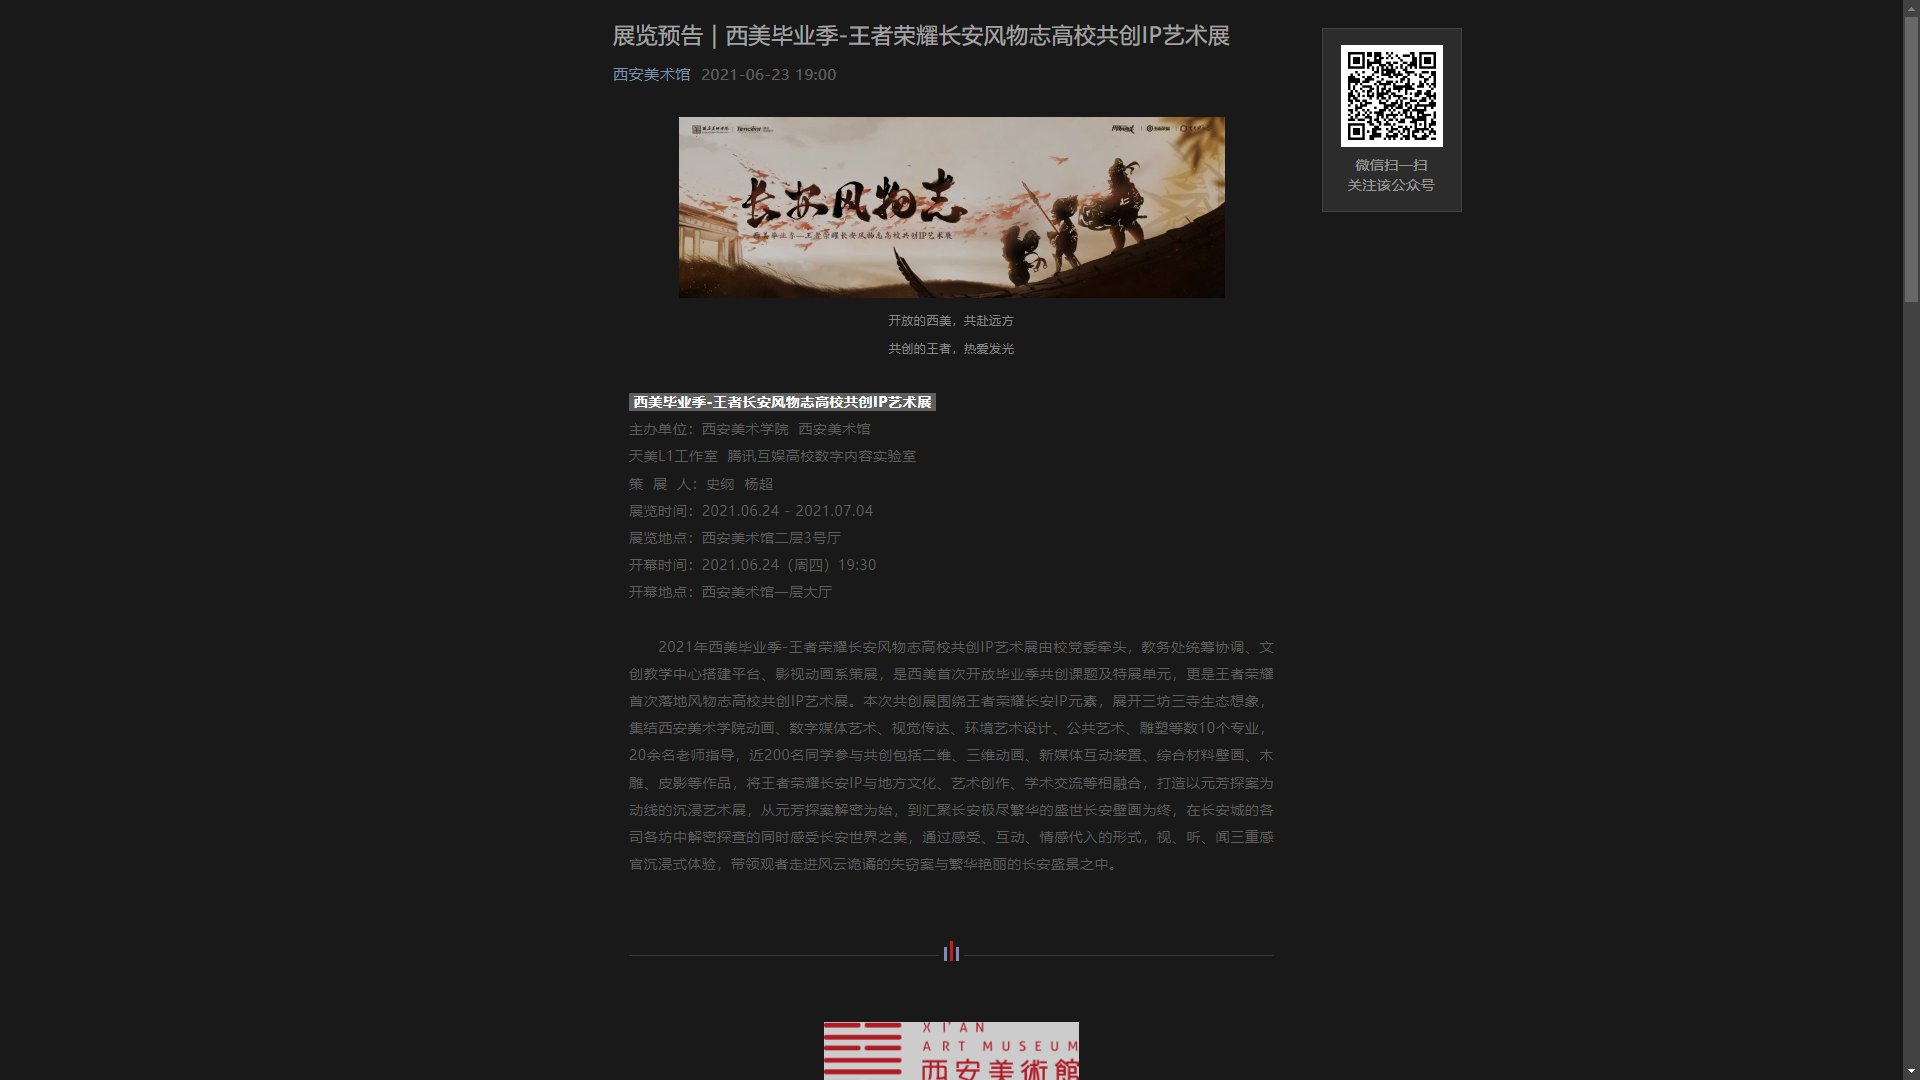 展览预告 | 西美毕业季-王者荣耀长安风物志高校共创IP艺术展
西安美术馆 2021-06-23 19:00
Tencent
长安风物志
西美毕业季—王者荣耀长安风物志高校共创IP艺术展
微信扫一扫
关注该公众号
开放的西美，共赴远方
共创的王者，热爱发光
西美毕业季-王者长安风物志高校共创IP艺术展
主办单位：西安美术学院 西安美术馆
天美L1工作室 腾讯互娱高校数字内容实验室
策 展 人：史纲 杨超
展览时间：2021.06.24 - 2021.07.04
展览地点：西安美术馆二层3号厅
开幕时间：2021.06.24（周四）19:30
开幕地点：西安美术馆一层大厅
2021年西美毕业季-王者荣耀长安风物志高校共创IP艺术展由校党委牵头，教务处统筹协调、文
创教学中心搭建平台、影视动画系策展，是西美首次开放毕业季共创课题及特展单元，更是王者荣耀
首次落地风物志高校共创IP艺术展。本次共创展围绕王者荣耀长安IP元素，展开三坊三寺生态想象，
集结西安美术学院动画、数字媒体艺术、视觉传达、环境艺术设计、公共艺术、雕塑等数10个专业，
20余名老师指导，近200名同学参与共创包括二维、三维动画、新媒体互动装置、综合材料壁画、木
雕、皮影等作品，将王者荣耀长安IP与地方文化、艺术创作、学术交流等相融合，打造以元芳探案为
动线的沉浸艺术展，从元芳探案解密为始，到汇聚长安极尽繁华的盛世长安壁画为终，在长安城的各
司各坊中解密探查的同时感受长安世界之美，通过感受、互动、情感代入的形式，视、听、闻三重感
官沉浸式体验，带领观者走进风云诡谲的失窃案与繁华艳丽的长安盛景之中。
XI'AN
ART MUSEUM
西安美術館